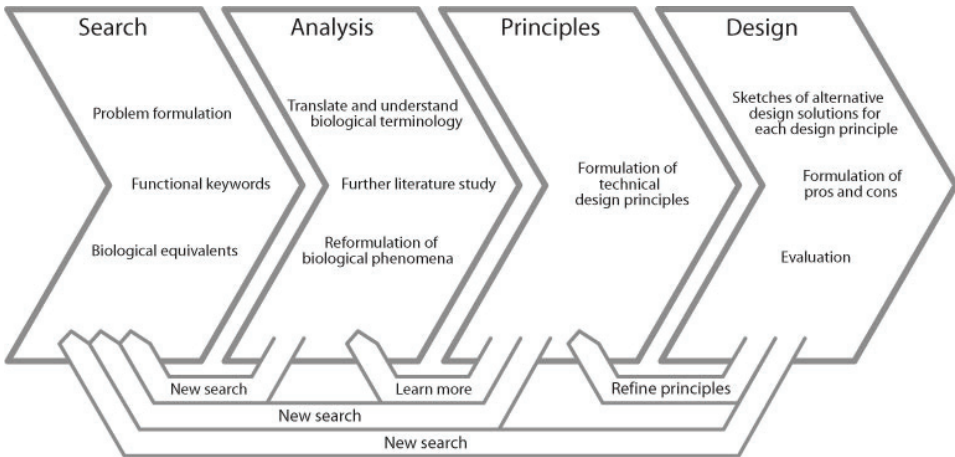 Search
Problem formulation
Functional keywords
Biological equivalents
Analysis
Translate and understand
biological terminology
Further literature study
Reformulation of
biological phenomena
Principles
Formulation of
technical
design principles
Design
Sketches of alternative
design solutions for
each design principle
Formulation of
pros and cons
Evaluation
New search
Learn more
Refine principles
New search
New search